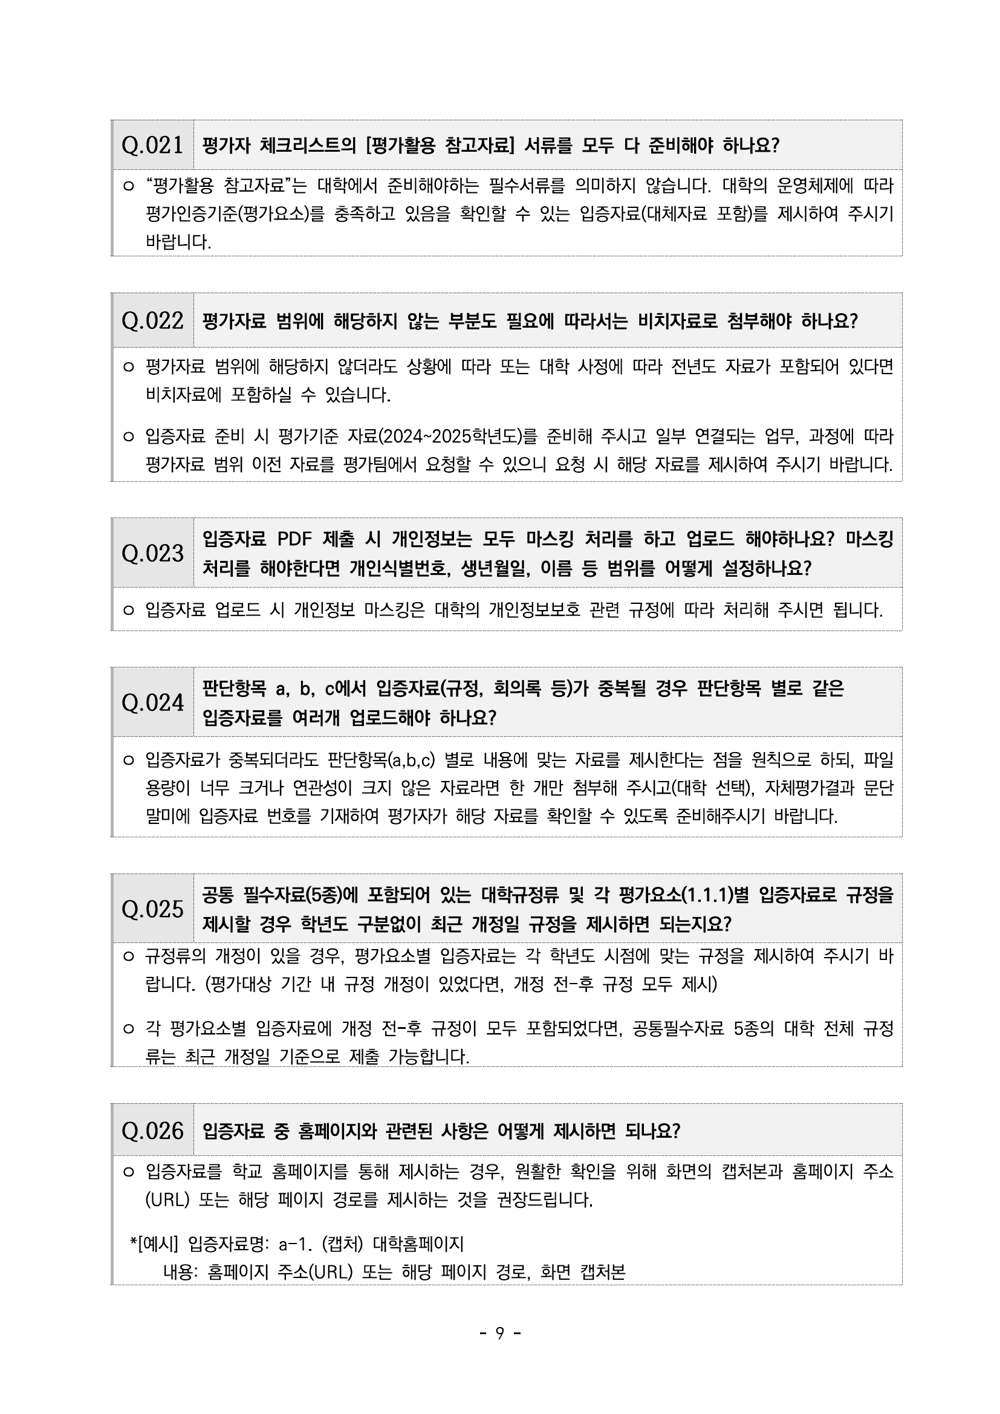 Q.021 평가자 체크리스트의 [평가활용 참고자료] 서류를 모두 다 준비해야 하나요?
ㅇ “평가활용 참고자료”는 대학에서 준비해야하는 필수서류를 의미하지 않습니다. 대학의 운영체제에 따라
평가인증기준(평가요소)를 충족하고 있음을 확인할 수 있는 입증자료(대체자료 포함)를 제시하여 주시기
바랍니다.
Q.022 평가자료 범위에 해당하지 않는 부분도 필요에 따라서는 비치자료로 첨부해야 하나요?
ㅇ 평가자료 범위에 해당하지 않더라도 상황에 따라 또는 대학 사정에 따라 전년도 자료가 포함되어 있다면
비치자료에 포함하실 수 있습니다.
ㅇ 입증자료 준비 시 평가기준 자료(2024~2025학년도)를 준비해 주시고 일부 연결되는 업무, 과정에 따라
평가자료 범위 이전 자료를 평가팀에서 요청할 수 있으니 요청 시 해당 자료를 제시하여 주시기 바랍니다.
Q.023 입증자료 PDF 제출 시 개인정보는 모두 마스킹 처리를 하고 업로드 해야하나요? 마스킹
처리를 해야한다면 개인식별번호, 생년월일, 이름 등 범위를 어떻게 설정하나요?
ㅇ 입증자료 업로드 시 개인정보 마스킹은 대학의 개인정보보호 관련 규정에 따라 처리해 주시면 됩니다.
Q.024 판단항목 a, b, c에서 입증자료(규정, 회의록 등)가 중복될 경우 판단항목 별로 같은
입증자료를 여러개 업로드해야 하나요?
ㅇ 입증자료가 중복되더라도 판단항목(a,b,c) 별로 내용에 맞는 자료를 제시한다는 점을 원칙으로 하되, 파일
용량이 너무 크거나 연관성이 크지 않은 자료라면 한 개만 첨부해 주시고(대학 선택), 자체평가결과 문단
말미에 입증자료 번호를 기재하여 평가자가 해당 자료를 확인할 수 있도록 준비해주시기 바랍니다.
Q.025 공통 필수자료(5종)에 포함되어 있는 대학규정류 및 각 평가요소(1.1.1)별 입증자료로 규정을
제시할 경우 학년도 구분없이 최근 개정일 규정을 제시하면 되는지요?
ㅇ 규정류의 개정이 있을 경우, 평가요소별 입증자료는 각 학년도 시점에 맞는 규정을 제시하여 주시기 바
랍니다. (평가대상 기간 내 규정 개정이 있었다면, 개정 전-후 규정 모두 제시)
ㅇ 각 평가요소별 입증자료에 개정 전-후 규정이 모두 포함되었다면, 공통필수자료 5종의 대학 전체 규정
류는 최근 개정일 기준으로 제출 가능합니다.
Q.026 입증자료 중 홈페이지와 관련된 사항은 어떻게 제시하면 되나요?
ㅇ 입증자료를 학교 홈페이지를 통해 제시하는 경우, 원활한 확인을 위해 화면의 캡처본과 홈페이지 주소
(URL) 또는 해당 페이지 경로를 제시하는 것을 권장드립니다.
*[예시] 입증자료명: a-1. (캡처) 대학홈페이지
내용: 홈페이지 주소(URL) 또는 해당 페이지 경로, 화면 캡처본
- 9 -